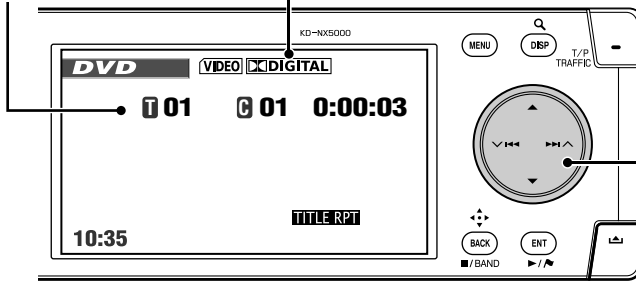 KD-NX5000
MENU
DISP
T/P
TRAFFIC
DVD VIDEO DIGITAL
T 01 C 01 0:00:03
TITLE RPT
10:35
BACK
ENT
/ BAND